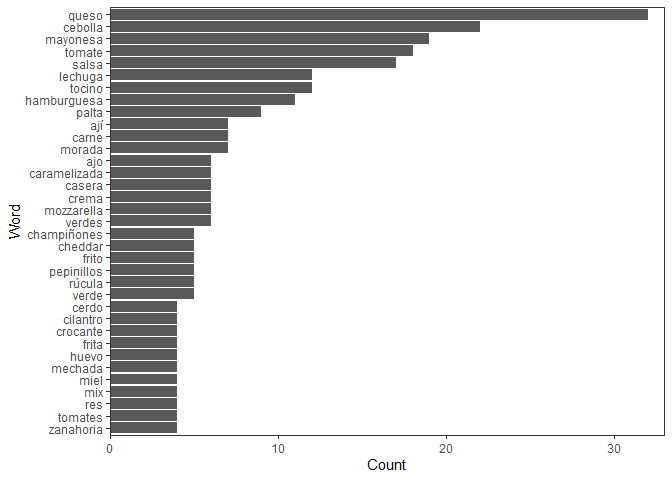 queso
cebolla
mayonesa
tomate
salsa
lechuga
tocino
hamburguesa
palta
ají
carne
morada
ajo
caramelizada
casera
crema
mozzarella
verdes
champiñones
cheddar
frito
pepinillos
rúcula
verde
cerdo
cilantro
crocante
frita
huevo
mechada
miel
mix
res
tomates
zanahoria
Word
0 10 20 30
Count